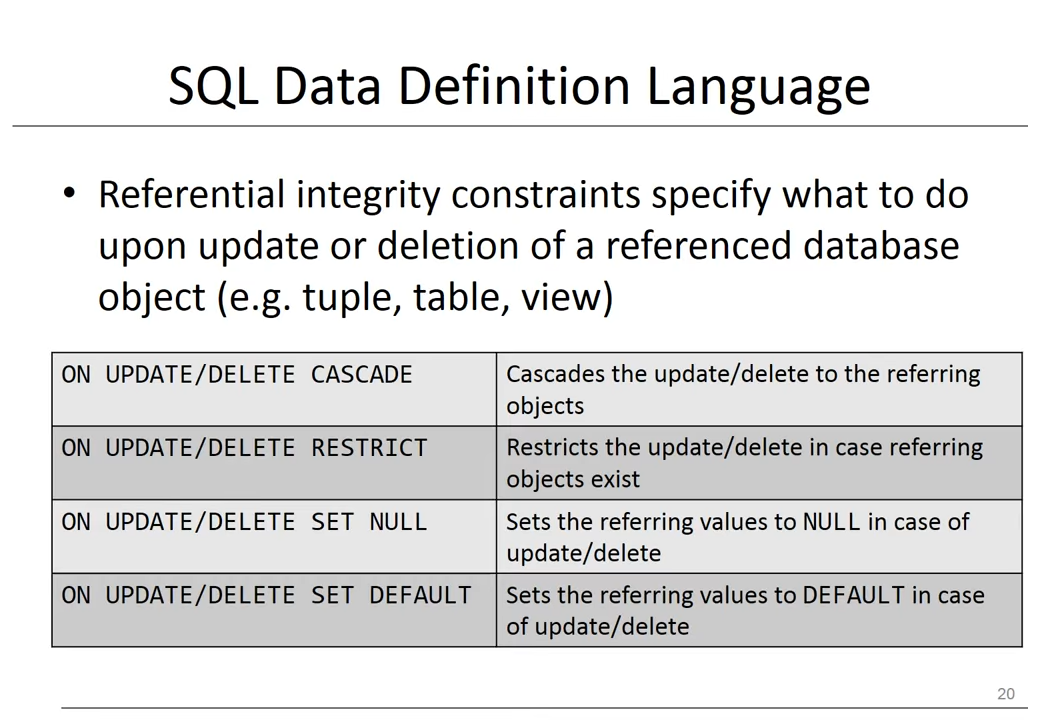 SQL Data Definition Language
• Referential integrity constraints specify what to do
upon update or deletion of a referenced database
object (e.g. tuple, table, view)
ON UPDATE/DELETE CASCADE
Cascades the update/delete to the referring
objects
ON UPDATE/DELETE RESTRICT
Restricts the update/delete in case referring
objects exist
ON UPDATE/DELETE SET NULL
Sets the referring values to NULL in case of
update/delete
ON UPDATE/DELETE SET DEFAULT
Sets the referring values to DEFAULT in case
of update/delete
20